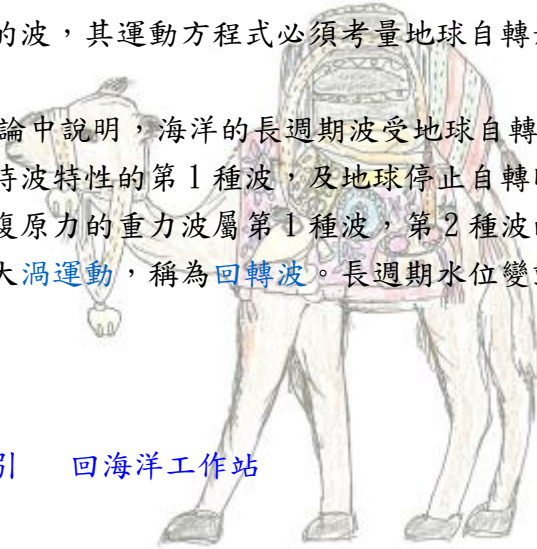 的波，其運動方程式必須考量地球自轉
論中說明，海洋的長週期波受地球自轉
持波特性的第1種波，及地球停止自轉
復原力的重力波屬第1種波，第2種波
大渦運動，稱為回轉波。長週期水位變
引 回海洋工作站